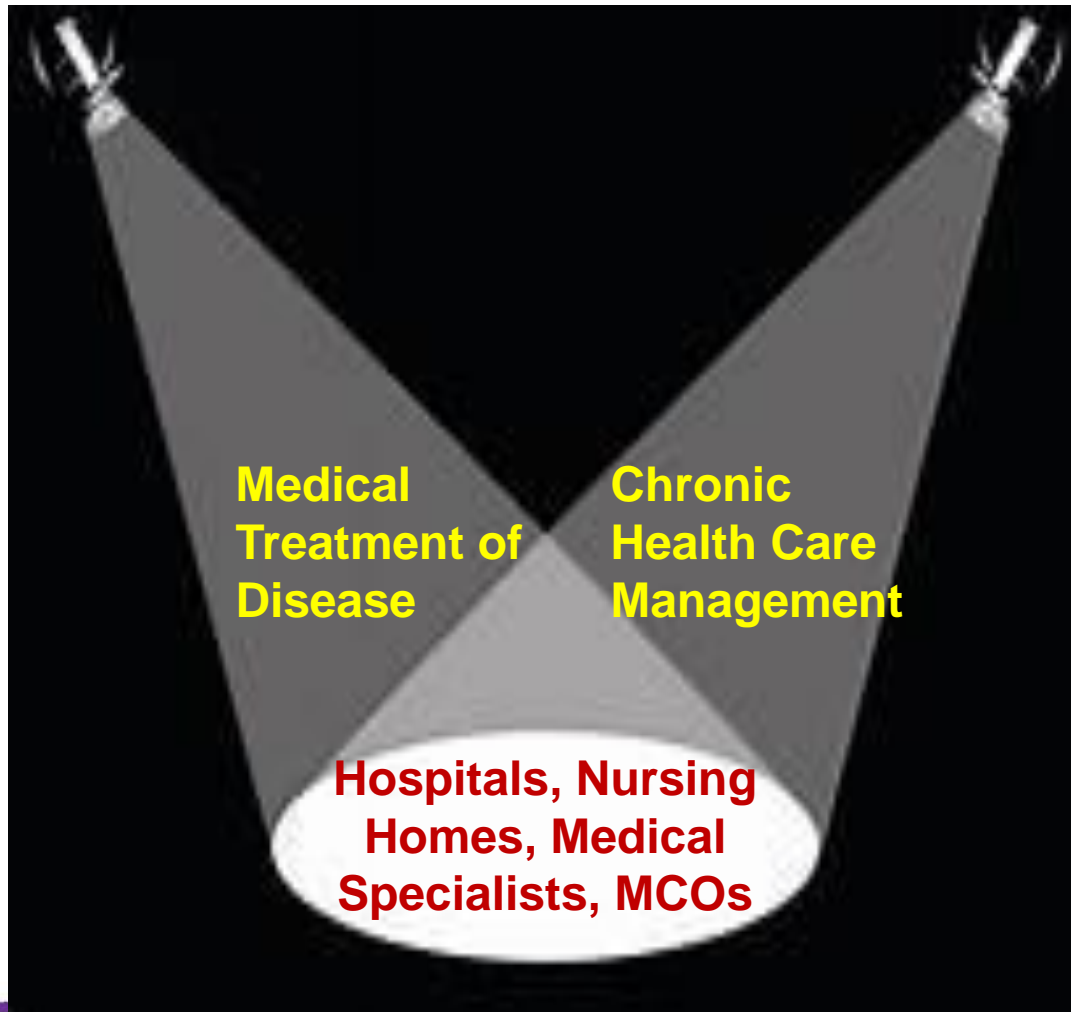 Medical
Treatment of
Disease
Chronic
Health Care
Management
Hospitals, Nursing
Homes, Medical
Specialists, MCOs